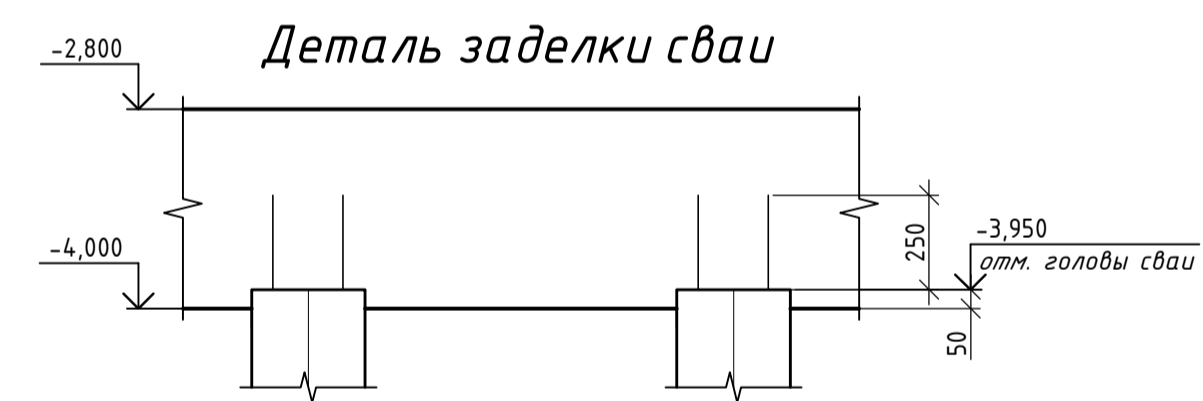 Деталь заделки сваи
-2,800
-4,000
250
-3,950
отм. головы сваи
50